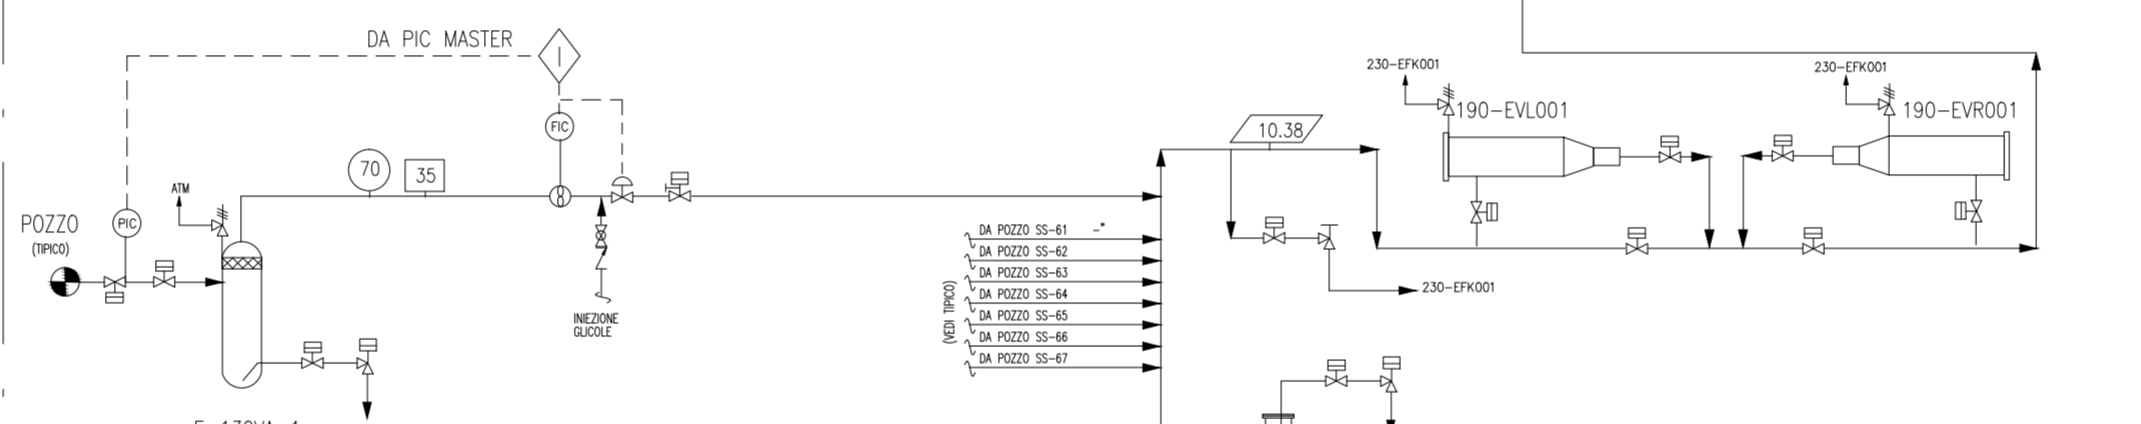 DA PIC MASTER
I
FIC
70
35
ATM
POZZO
(TIPICO)
PIC
INIEZIONE
GLICOLE
DA POZZO SS-61 -"
DA POZZO SS-62
DA POZZO SS-63
DA POZZO SS-64
DA POZZO SS-65
DA POZZO SS-66
DA POZZO SS-67
(VEDI TIPICO)
10.38
230-EFK001
190-EVL001
230-EFK001
190-EVR001
230-EFK001